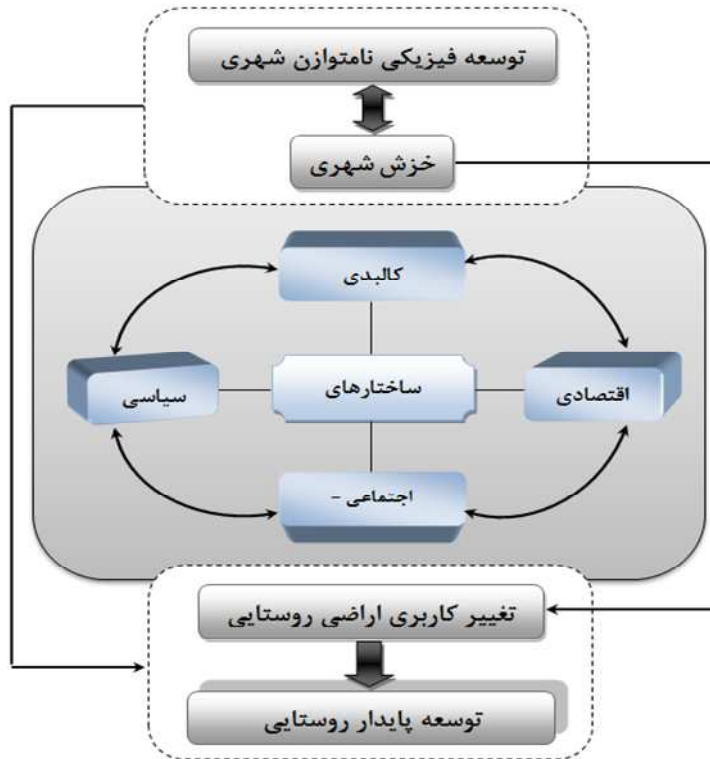 توسعه فیزیکی نامتوازن شهری
خزش شهری
کالبدی
اقتصادی
ساختارهای
سیاسی
اجتماعی -
تغییر کاربری اراضی روستایی
توسعه پایدار روستایی